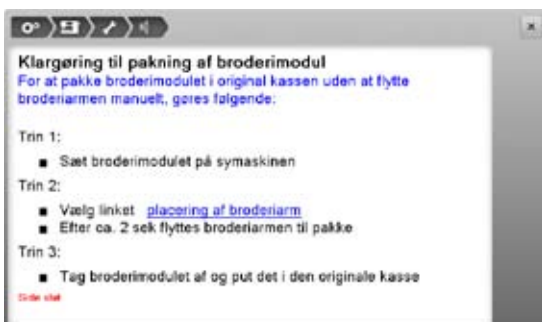 Klargøring til pakning af broderimodul
For at pakke broderimodulet i original kassen uden at flytte
broderiarmen manuelt, gøres følgende:
Trin 1:
Sæt broderimodulet på symaskinen
Trin 2:
Vælg linket placering af broderiarm
Efter ca. 2 sek flyttes broderiarmen til pakke
Trin 3:
Tag broderimodulet af og put det i den originale kasse
Side slut